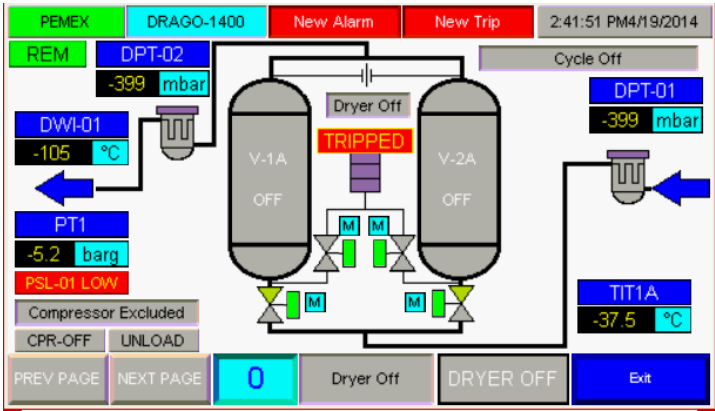 PEMEX DRAGO-1400 New Alarm New Trip 2:41:51 PM4/19/2014
REM DPT-02 Cycle Off
-399 mbar DPT-01
Dryer Off -399 mbar
DWI-01 TRIPPED
-105 °C V-1A V-2A
OFF OFF
PT1 M M
-5.2 barg
PSL-01 LOW TIT1A
Compressor Excluded M M -37.5 °C
CPR-OFF UNLOAD
PREV PAGE NEXT PAGE 0 Dryer Off DRYER OFF Exit